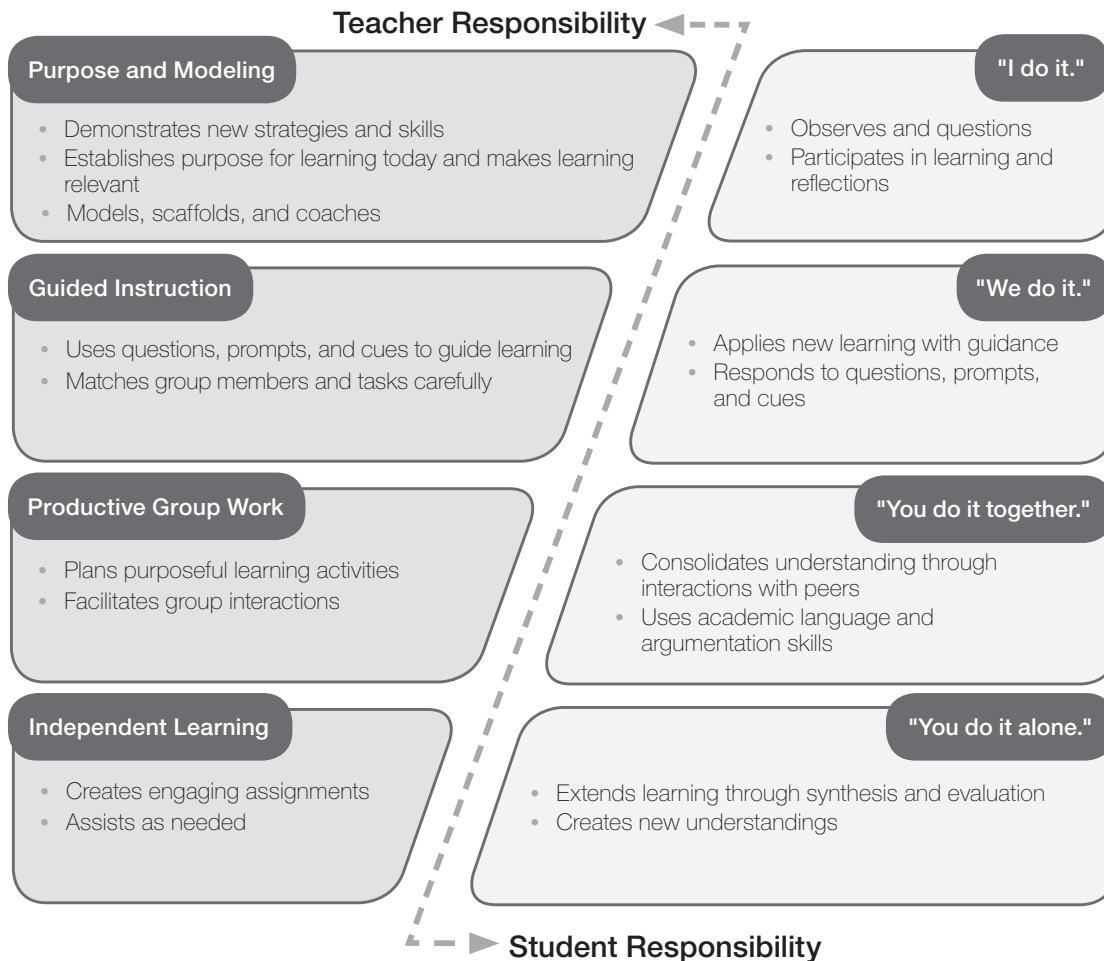 Teacher Responsibility
Purpose and Modeling
• Demonstrates new strategies and skills
• Establishes purpose for learning today and makes learning
relevant
• Models, scaffolds, and coaches
"I do it."
• Observes and questions
• Participates in learning and
reflections
Guided Instruction
• Uses questions, prompts, and cues to guide learning
• Matches group members and tasks carefully
"We do it."
• Applies new learning with guidance
• Responds to questions, prompts,
and cues
Productive Group Work
• Plans purposeful learning activities
• Facilitates group interactions
"You do it together."
• Consolidates understanding through
interactions with peers
• Uses academic language and
argumentation skills
Independent Learning
• Creates engaging assignments
• Assists as needed
"You do it alone."
• Extends learning through synthesis and evaluation
• Creates new understandings
Student Responsibility